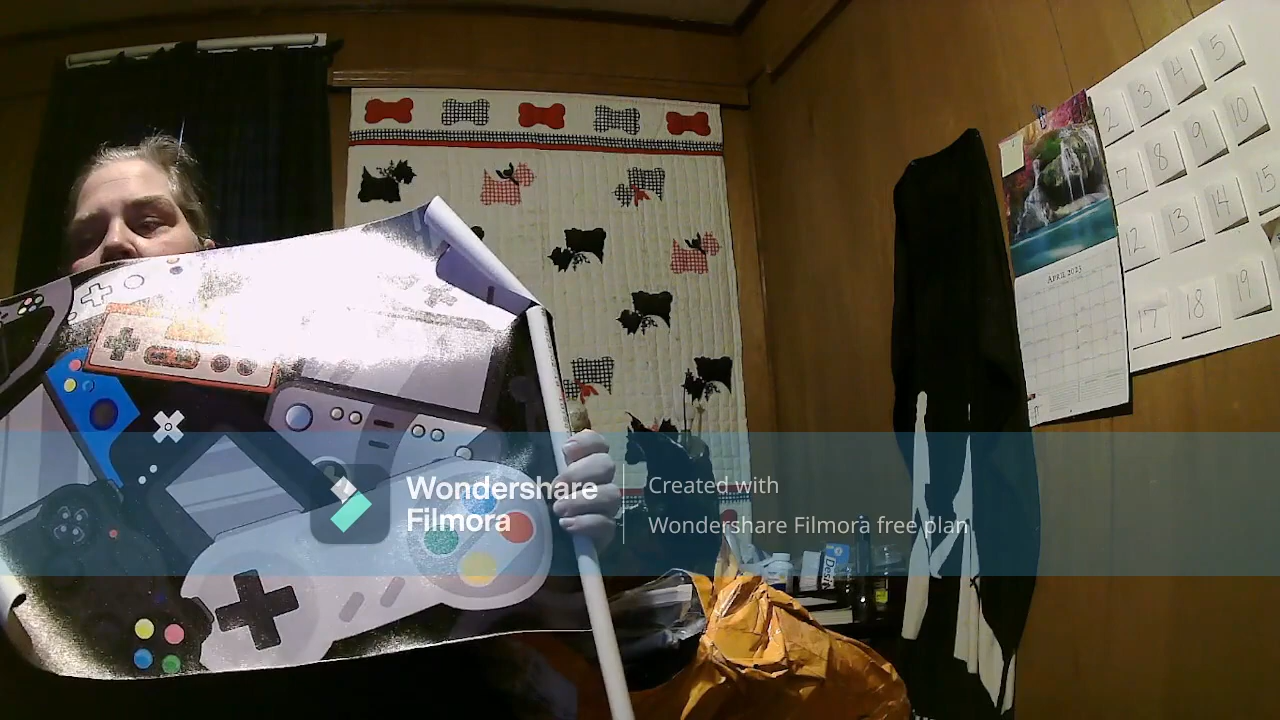 2 3 4 5
7 8 9 10
12 13 14 15
17 18 19
APRIL 2023
Desti
Wondershare
Filmora
Created with
Wondershare Filmora free plan